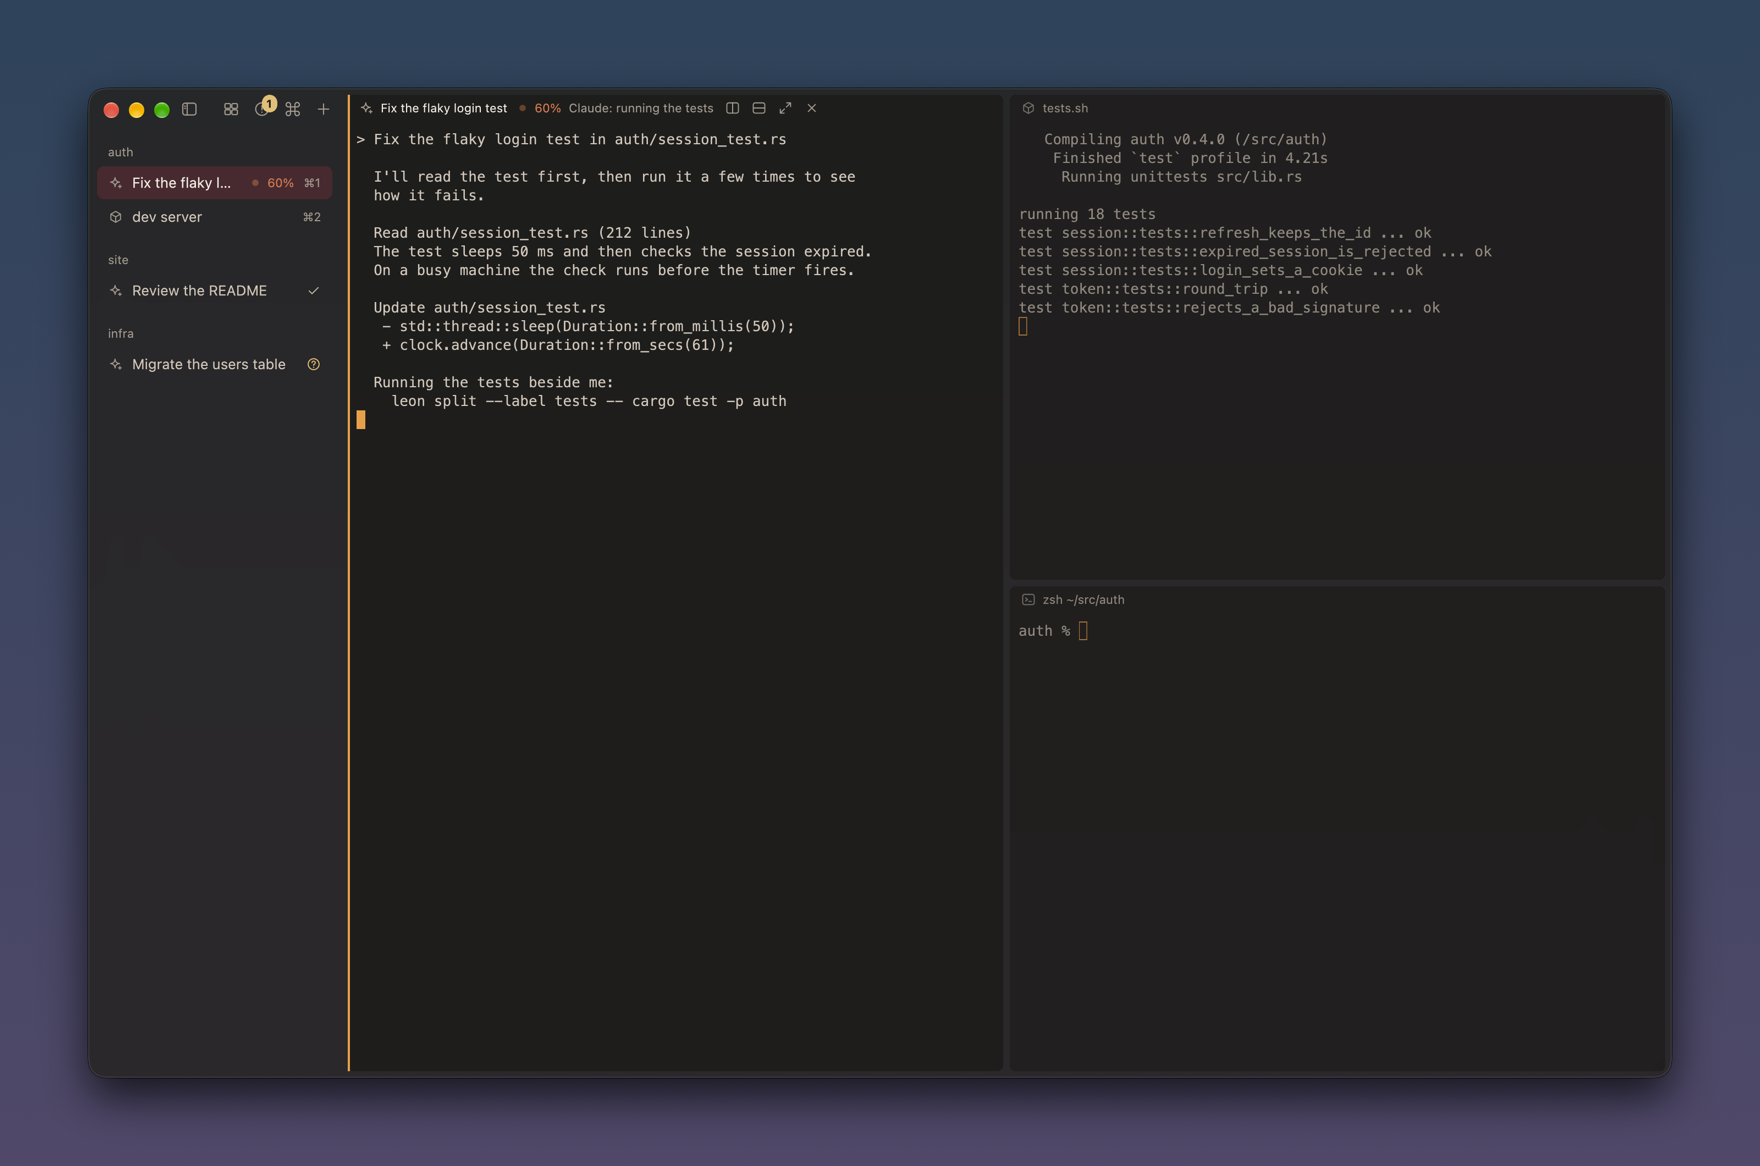 1
auth
Fix the flaky l... 60% ⌘1
dev server ⌘2
site
Review the README
infra
Migrate the users table
Fix the flaky login test 60% Claude: running the tests
> Fix the flaky login test in auth/session_test.rs
I'll read the test first, then run it a few times to see
how it fails.
Read auth/session_test.rs (212 lines)
The test sleeps 50 ms and then checks the session expired.
On a busy machine the check runs before the timer fires.
Update auth/session_test.rs
− std::thread::sleep(Duration::from_millis(50));
+ clock.advance(Duration::from_secs(61));
Running the tests beside me:
leon split --label tests -- cargo test -p auth
tests.sh
Compiling auth v0.4.0 (/src/auth)
Finished `test` profile in 4.21s
Running unittests src/lib.rs
running 18 tests
test session::tests::refresh_keeps_the_id ... ok
test session::tests::expired_session_is_rejected ... ok
test session::tests::login_sets_a_cookie ... ok
test token::tests::round_trip ... ok
test token::tests::rejects_a_bad_signature ... ok
zsh ~/src/auth
auth %